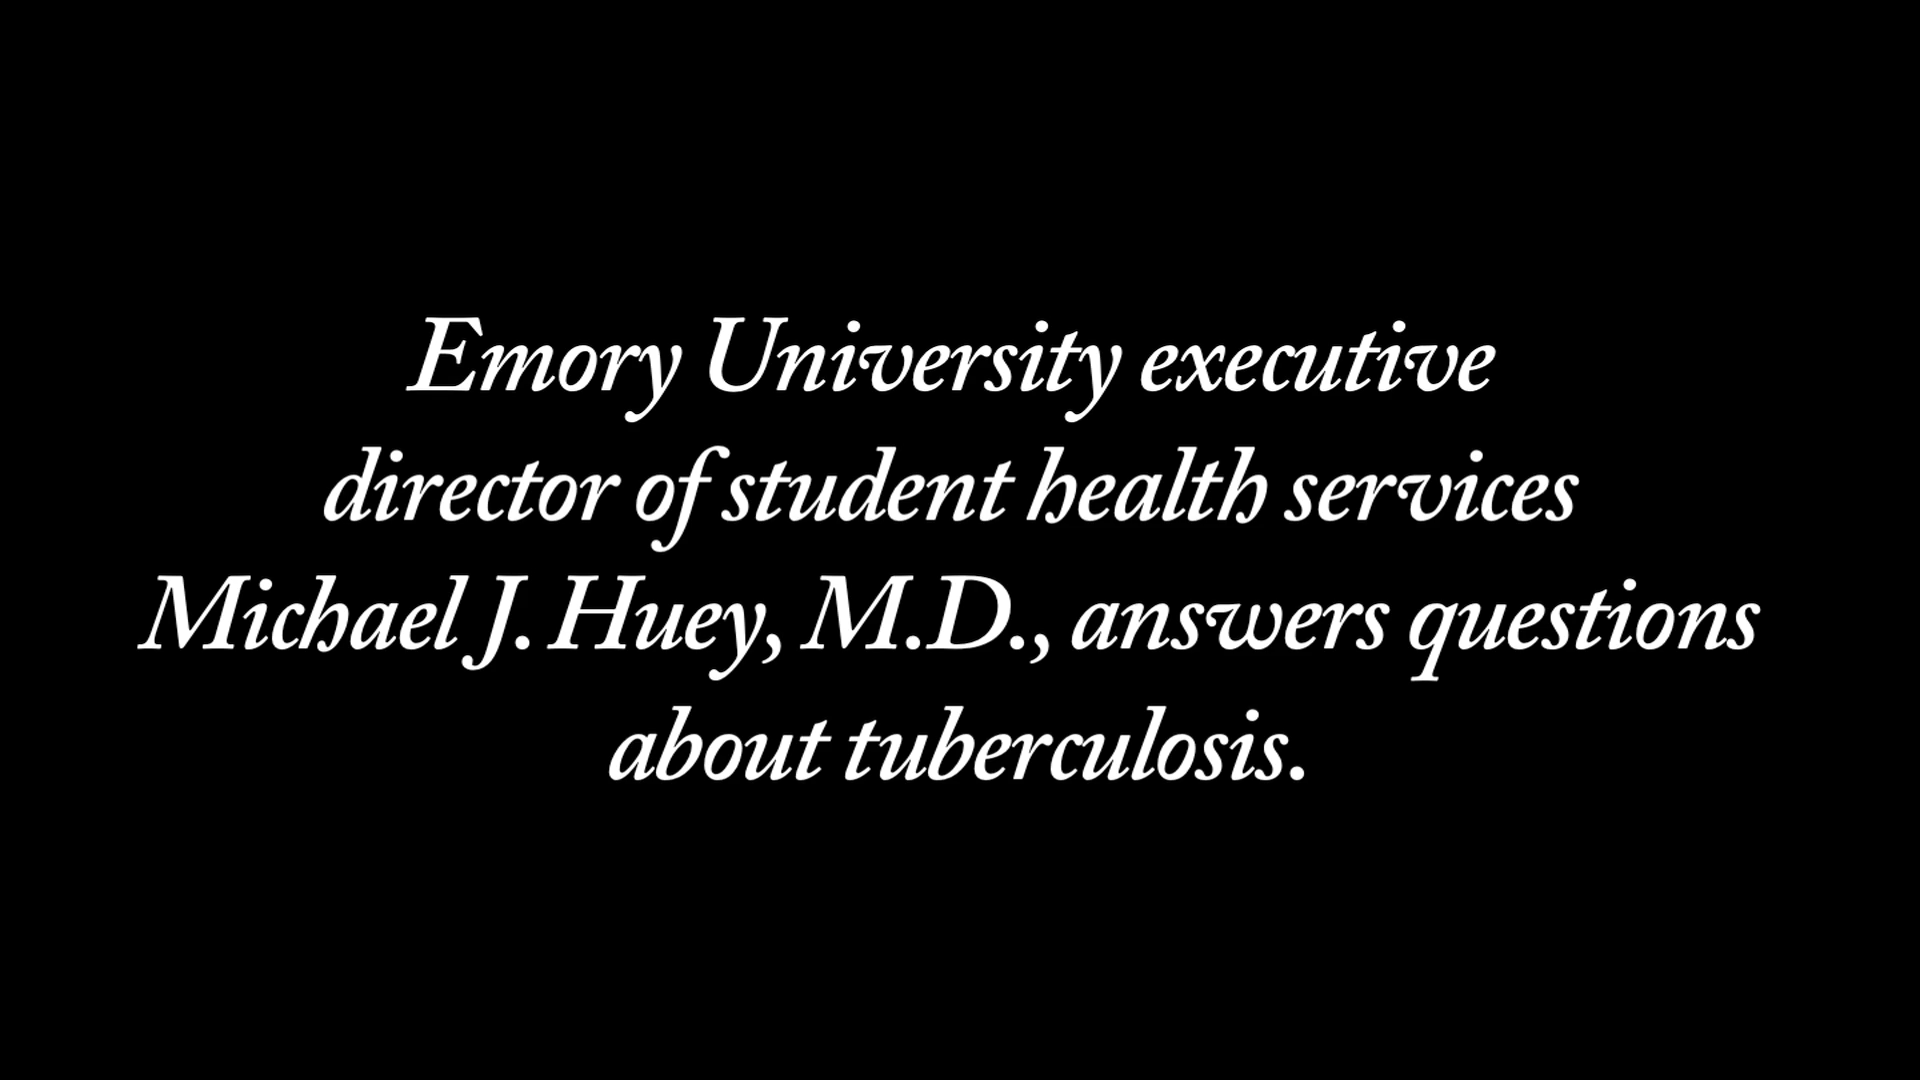 Emory University executive
director of student health services
Michael J. Huey, M.D., answers questions
about tuberculosis.